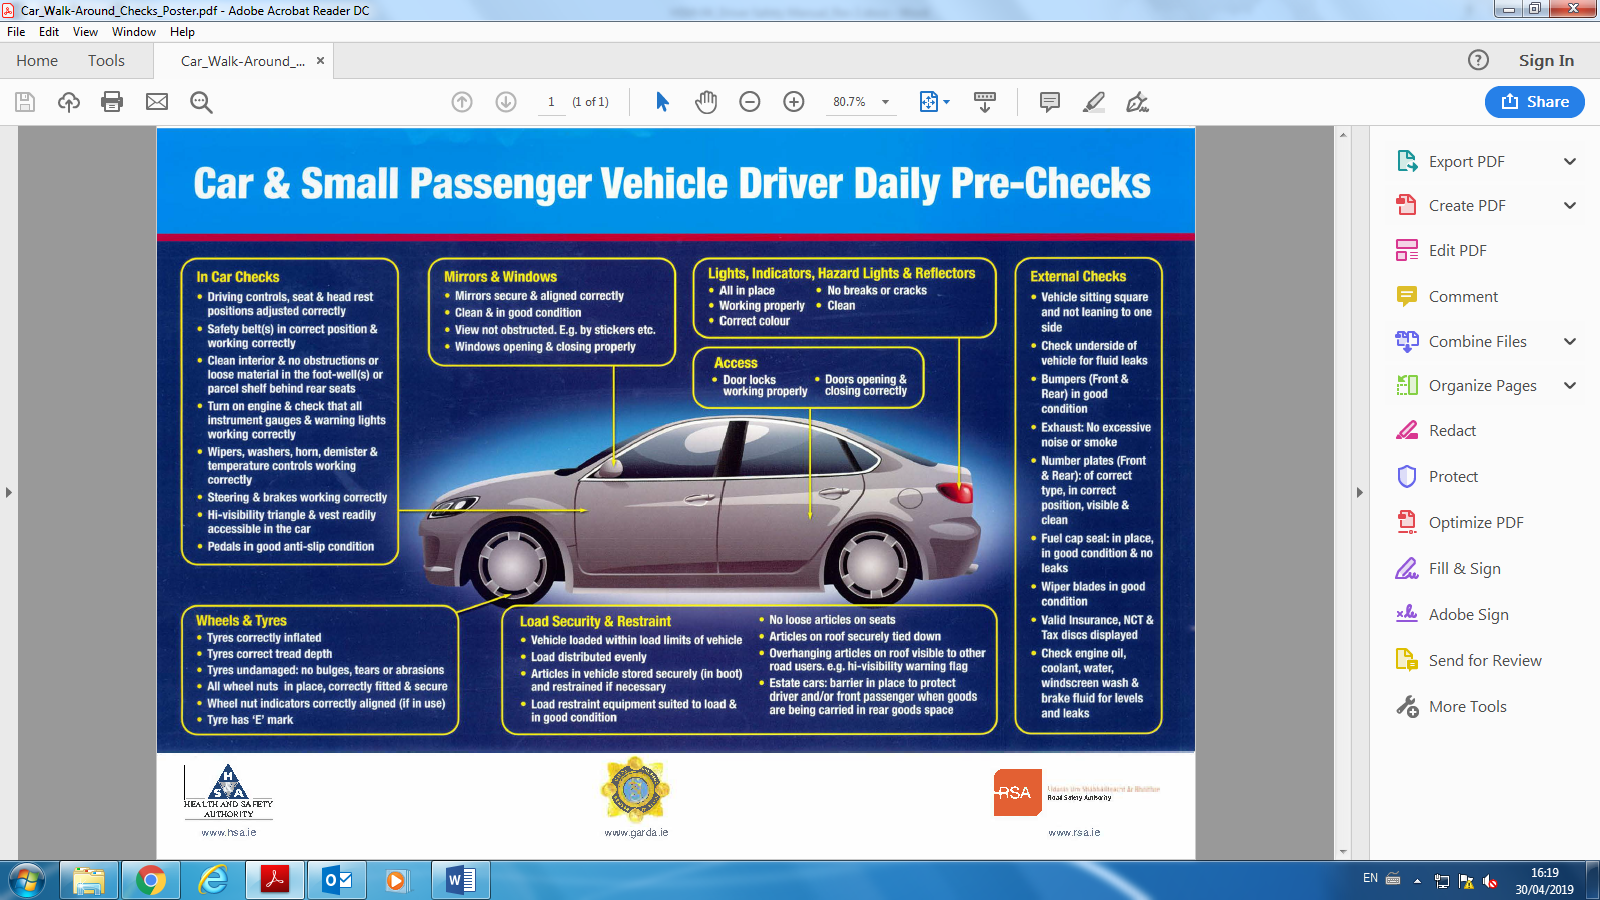 Car_Walk-Around_Checks_Poster.pdf - Adobe Acrobat Reader DC
File Edit View Window Help
Home Tools Car_Walk-Around_... × ? Sign In
1 (1 of 1) 80.7% Share
Car & Small Passenger Vehicle Driver Daily Pre-Checks
In Car Checks
• Driving controls, seat & head rest
positions adjusted correctly
• Safety belt(s) in correct position &
working correctly
• Clean interior & no obstructions or
loose material in the foot-well(s) or
parcel shelf behind rear seats
• Turn on engine & check that all
instrument gauges & warning lights
working correctly
• Wipers, washers, horn, demister &
temperature controls working
correctly
• Steering & brakes working correctly
• Hi-visibility triangle & vest readily
accessible in the car
• Pedals in good anti-slip condition
Mirrors & Windows
• Mirrors secure & aligned correctly
• Clean & in good condition
• View not obstructed. E.g. by stickers etc.
• Windows opening & closing properly
Lights, Indicators, Hazard Lights & Reflectors
• All in place
• Working properly
• Correct colour
• No breaks or cracks
• Clean
Access
• Door locks
working properly
• Doors opening &
closing correctly
External Checks
• Vehicle sitting square
and not leaning to one
side
• Check underside of
vehicle for fluid leaks
• Bumpers (Front &
Rear) in good
condition
• Exhaust: No excessive
noise or smoke
• Number plates (Front
& Rear): of correct
type, in correct
position, visible &
clean
• Fuel cap seal: in place,
in good condition & no
leaks
• Wiper blades in good
condition
• Valid Insurance, NCT &
Tax discs displayed
• Check engine oil,
coolant, water,
windscreen wash &
brake fluid for levels
and leaks
Wheels & Tyres
• Tyres correctly inflated
• Tyres correct tread depth
• Tyres undamaged: no bulges, tears or abrasions
• All wheel nuts in place, correctly fitted & secure
• Wheel nut indicators correctly aligned (if in use)
• Tyre has 'E' mark
Load Security & Restraint
• Vehicle loaded within load limits of vehicle
• Load distributed evenly
• Articles in vehicle stored securely (in boot)
and restrained if necessary
• Load restraint equipment suited to load &
in good condition
• No loose articles on seats
• Articles on roof securely tied down
• Overhanging articles on roof visible to other
road users. e.g. hi-visibility warning flag
• Estate cars: barrier in place to protect
driver and/or front passenger when goods
are being carried in rear goods space
HSA
HEALTH AND SAFETY
AUTHORITY
www.hsa.ie
www.garda.ie
RSA
Road Safety Authority
www.rsa.ie
Export PDF
Create PDF
Edit PDF
Comment
Combine Files
Organize Pages
Redact
Protect
Optimize PDF
Fill & Sign
Adobe Sign
Send for Review
More Tools
EN
16:19
30/04/2019